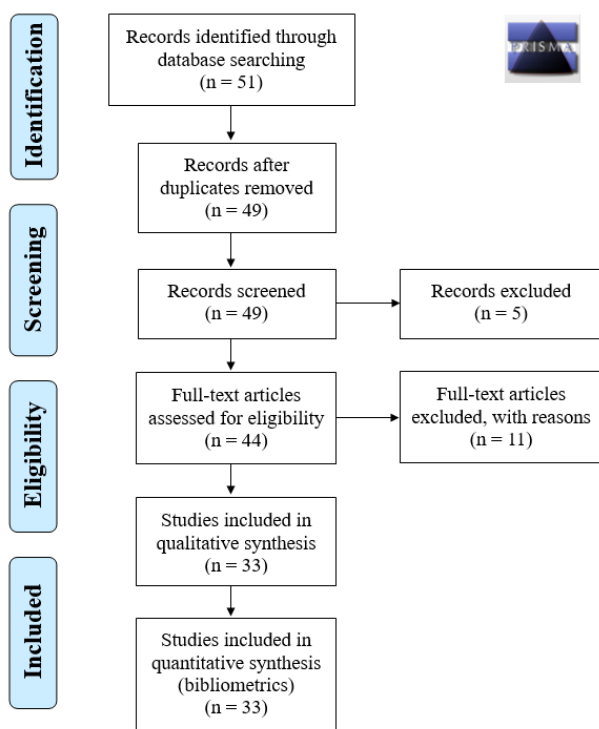 Records identified through
database searching
(n = 51)
PRISMA
Identification
Records after
duplicates removed
(n = 49)
Screening
Records screened
(n = 49)
Records excluded
(n = 5)
Eligibility
Full-text articles
assessed for eligibility
(n = 44)
Full-text articles
excluded, with reasons
(n = 11)
Studies included in
qualitative synthesis
(n = 33)
Included
Studies included in
quantitative synthesis
(bibliometrics)
(n = 33)